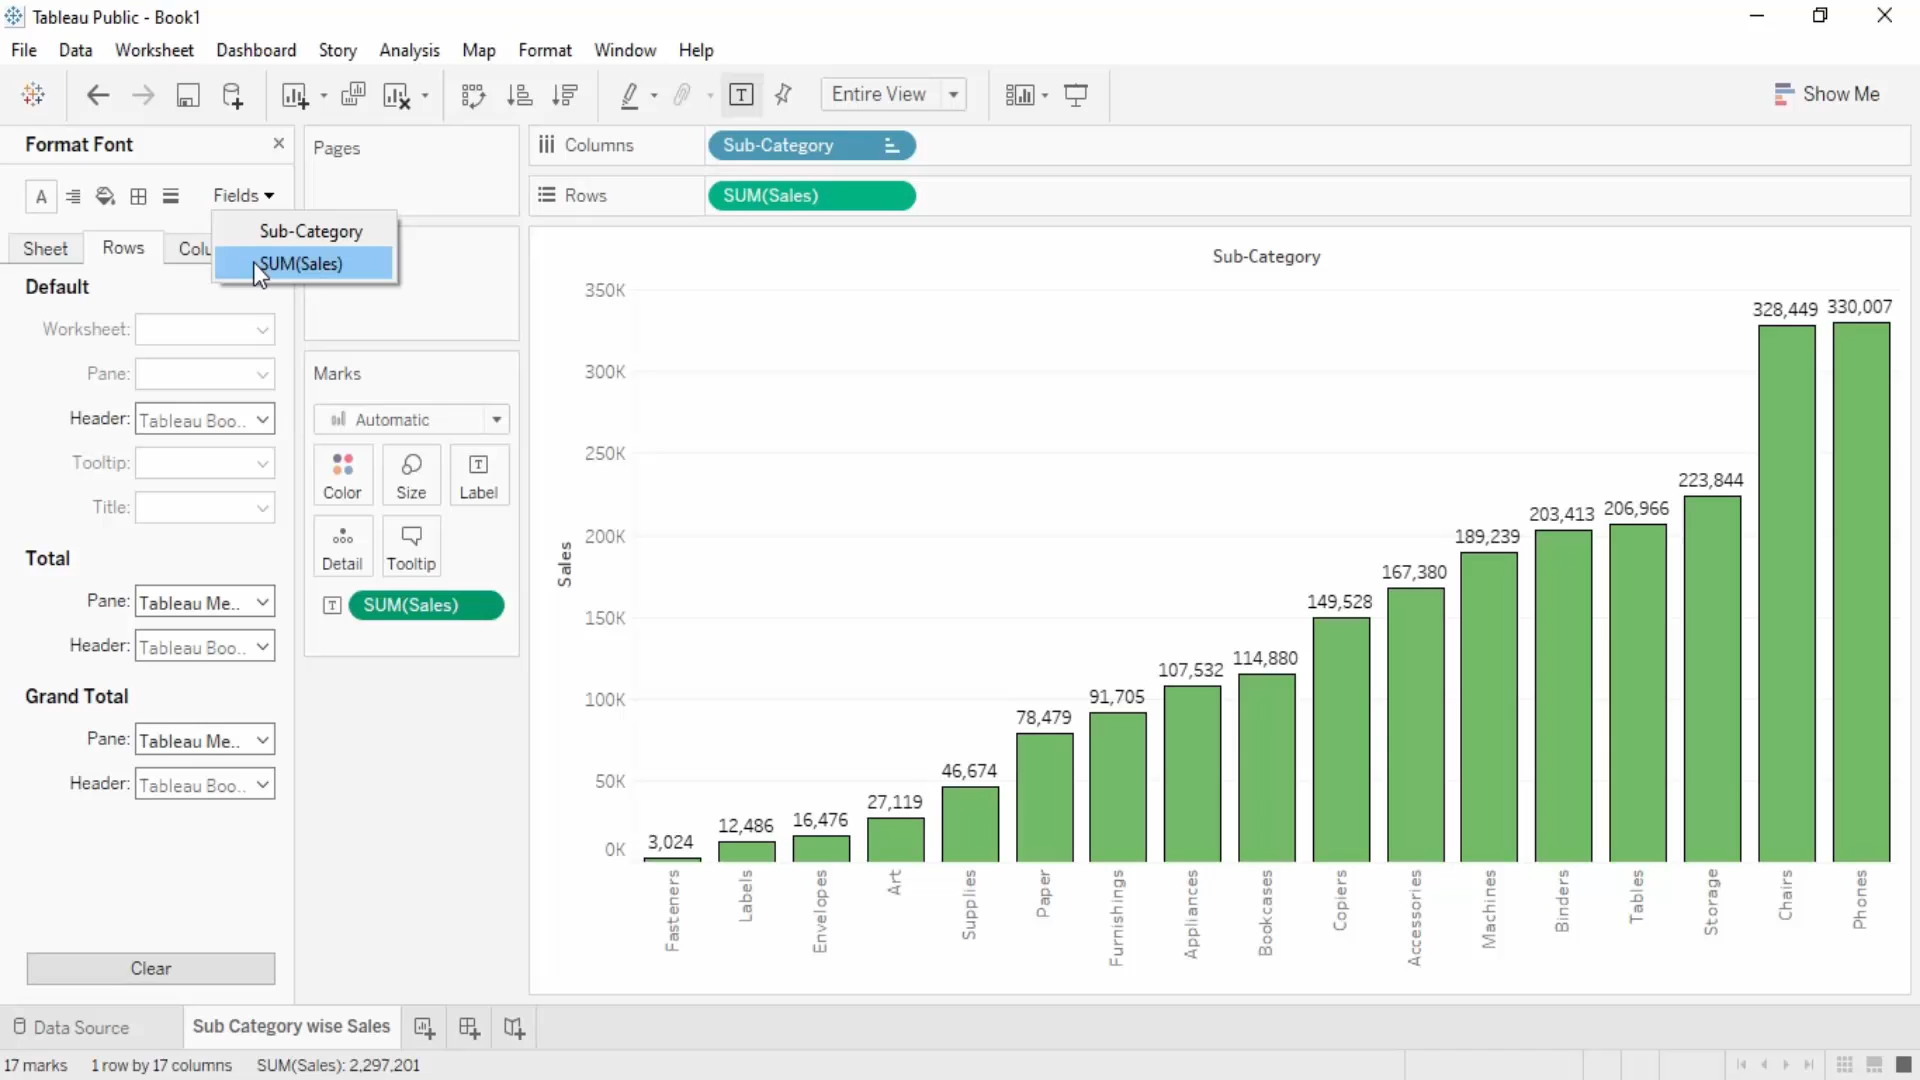 Tableau Public - Book1
File Data Worksheet Dashboard Story Analysis Map Format Window Help
Entire View
Show Me
Format Font
Fields
Sub-Category
SUM(Sales)
Sheet Rows Colu
Default
Worksheet:
Pane:
Header: Tableau Boo..
Tooltip:
Title:
Total
Pane: Tableau Me..
Header: Tableau Boo..
Grand Total
Pane: Tableau Me..
Header: Tableau Boo..
Clear
Pages
Marks
Automatic
Color Size Label
Detail Tooltip
SUM(Sales)
Columns Sub-Category
Rows SUM(Sales)
Sub-Category
Sales
350K
300K
250K
200K
150K
100K
50K
0K
3,024
12,486
16,476
27,119
46,674
78,479
91,705
107,532
114,880
149,528
167,380
189,239
203,413
206,966
223,844
328,449
330,007
Fasteners
Labels
Envelopes
Art
Supplies
Paper
Furnishings
Appliances
Bookcases
Copiers
Accessories
Machines
Binders
Tables
Storage
Chairs
Phones
Data Source Sub Category wise Sales
17 marks 1 row by 17 columns SUM(Sales): 2,297,201